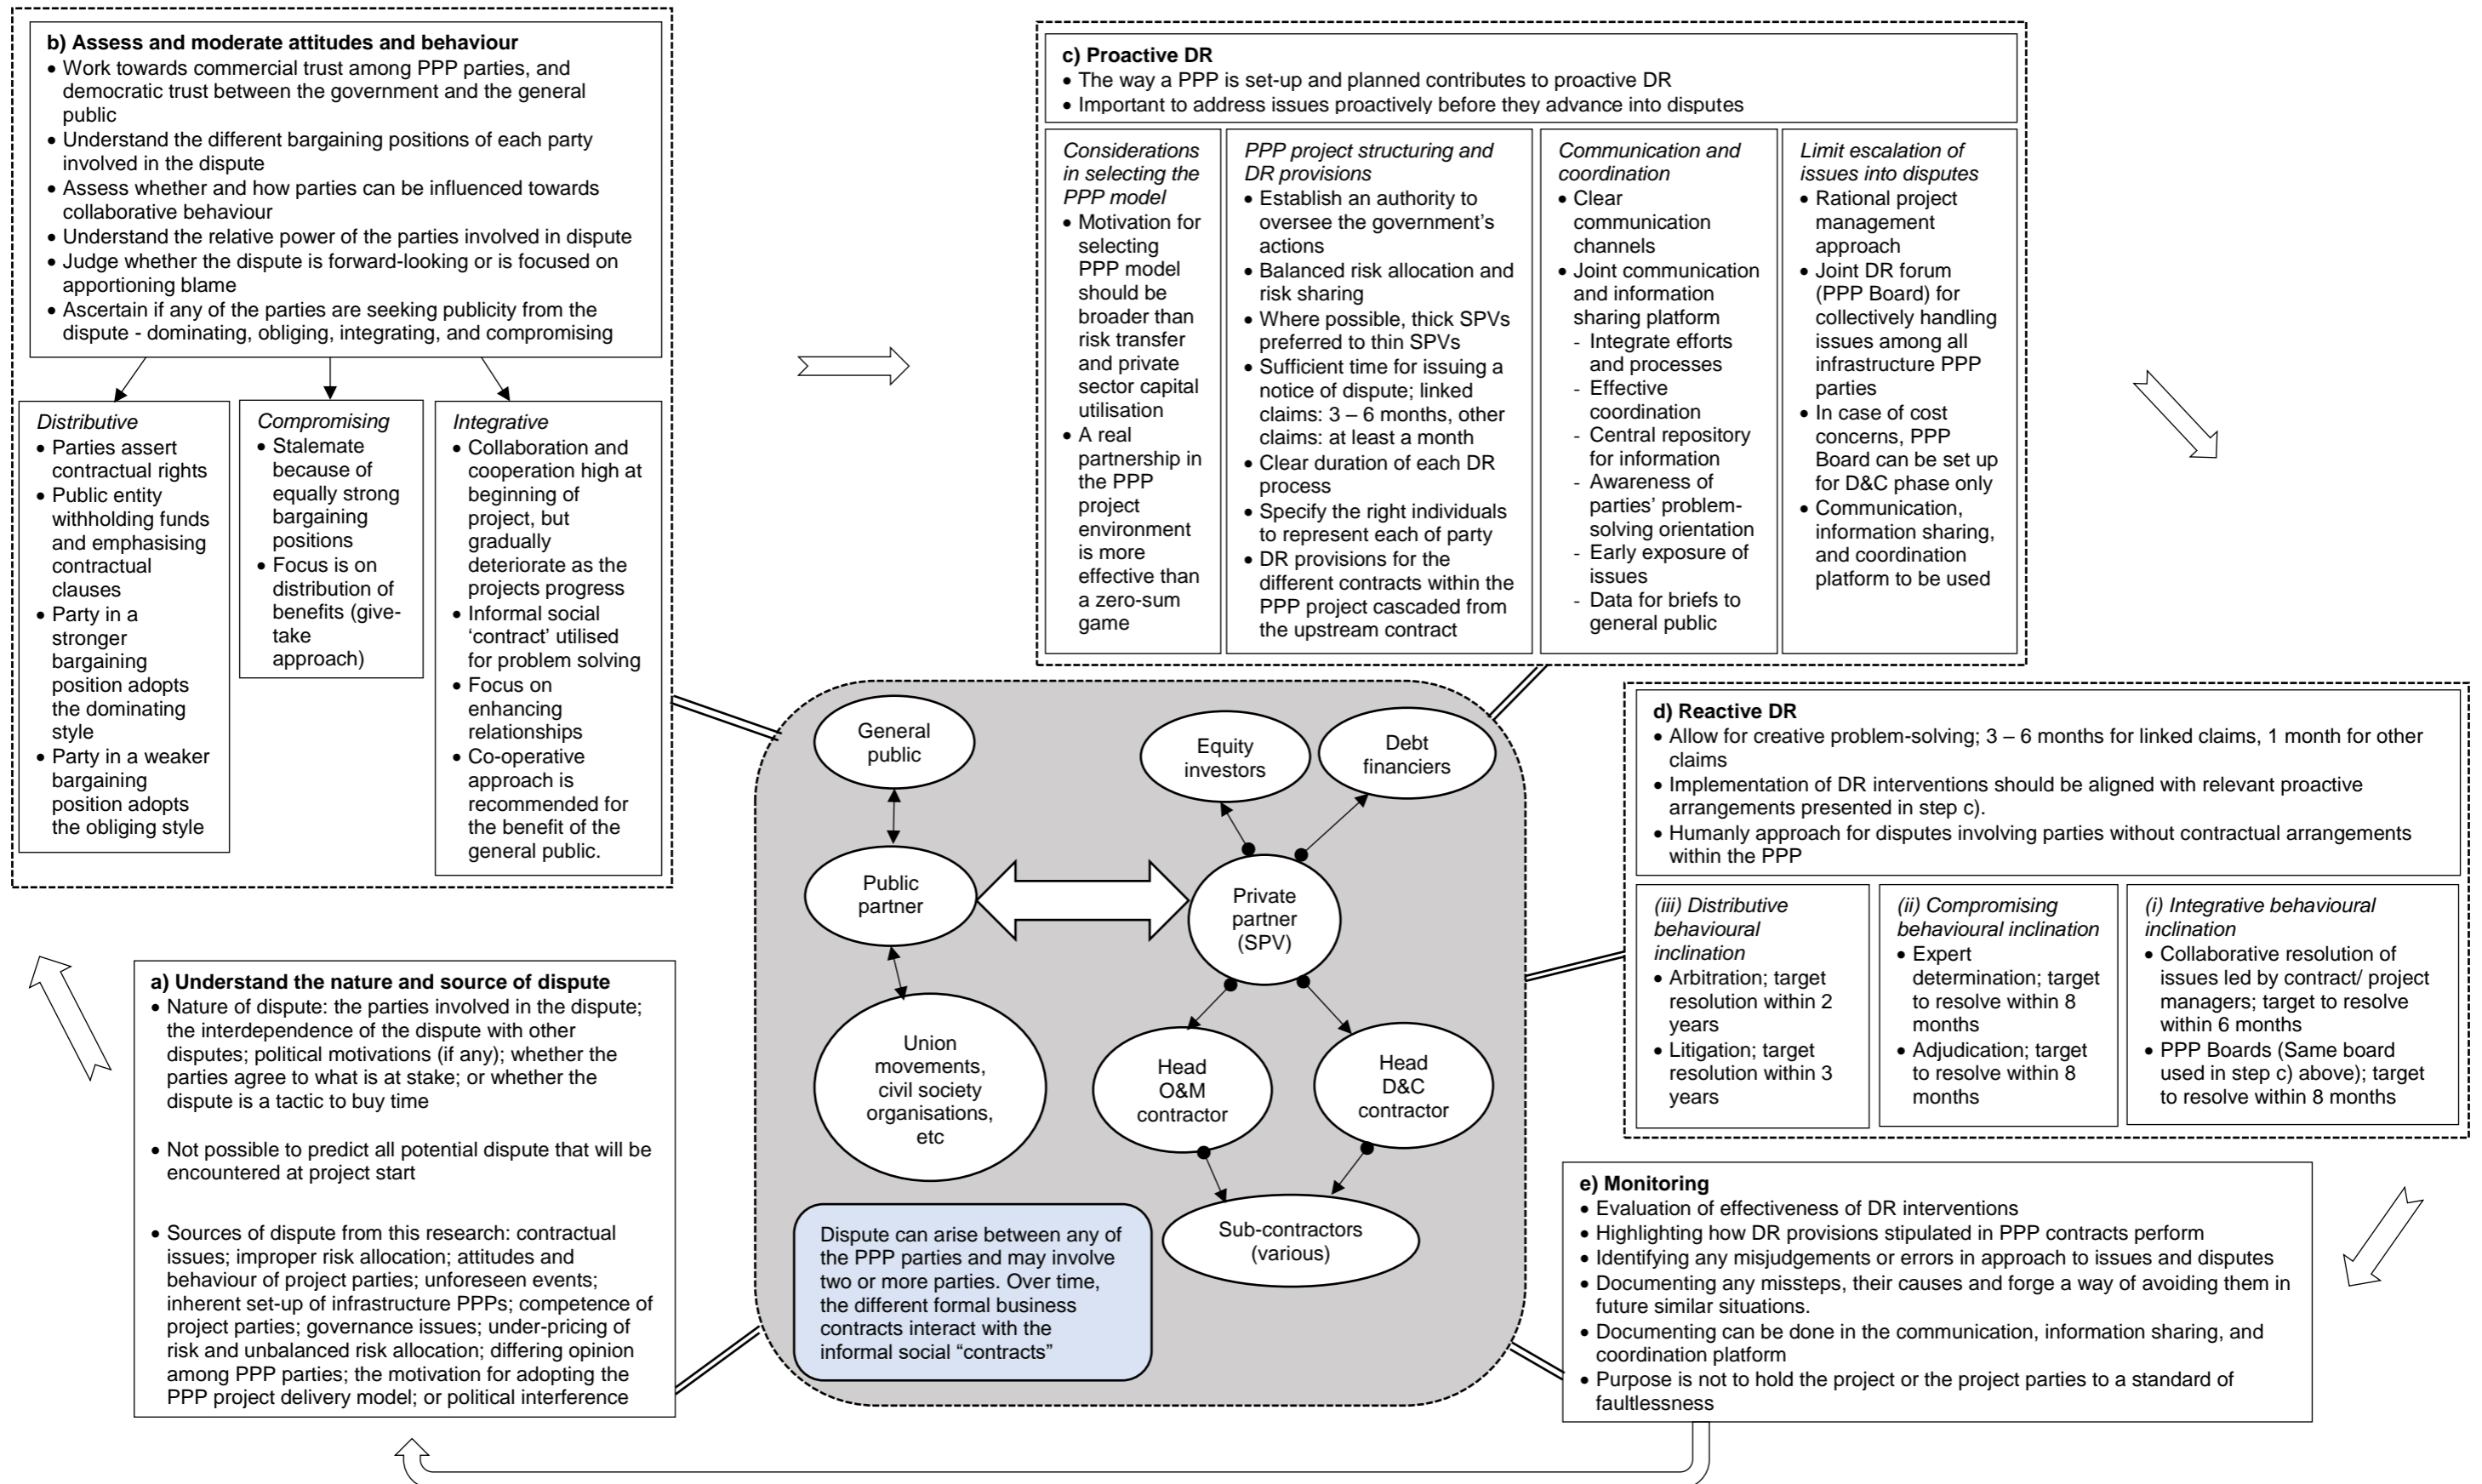 b) Assess and moderate attitudes and behaviour
• Work towards commercial trust among PPP parties, and
democratic trust between the government and the general
public
• Understand the different bargaining positions of each party
involved in the dispute
• Assess whether and how parties can be influenced towards
collaborative behaviour
• Understand the relative power of the parties involved in dispute
• Judge whether the dispute is forward-looking or is focused on
apportioning blame
• Ascertain if any of the parties are seeking publicity from the
dispute - dominating, obliging, integrating, and compromising
Distributive
• Parties assert
contractual rights
• Public entity
withholding funds
and emphasising
contractual
clauses
• Party in a
stronger
bargaining
position adopts
the dominating
style
• Party in a weaker
bargaining
position adopts
the obliging style
Compromising
• Stalemate
because of
equally strong
bargaining
positions
• Focus is on
distribution of
benefits (give-
take
approach)
Integrative
• Collaboration and
cooperation high at
beginning of
project, but
gradually
deteriorate as the
projects progress
• Informal social
‘contract’ utilised
for problem solving
• Focus on
enhancing
relationships
• Co-operative
approach is
recommended for
the benefit of the
general public.
c) Proactive DR
• The way a PPP is set-up and planned contributes to proactive DR
• Important to address issues proactively before they advance into disputes
Considerations
in selecting the
PPP model
• Motivation for
selecting
PPP model
should be
broader than
risk transfer
and private
sector capital
utilisation
• A real
partnership in
the PPP
project
environment
is more
effective than
a zero-sum
game
PPP project structuring and
DR provisions
• Establish an authority to
oversee the government’s
actions
• Balanced risk allocation and
risk sharing
• Where possible, thick SPVs
preferred to thin SPVs
• Sufficient time for issuing a
notice of dispute; linked
claims: 3 – 6 months, other
claims: at least a month
• Clear duration of each DR
process
• Specify the right individuals
to represent each of party
• DR provisions for the
different contracts within the
PPP project cascaded from
the upstream contract
Communication and
coordination
• Clear
communication
channels
• Joint communication
and information
sharing platform
- Integrate efforts
and processes
- Effective
coordination
- Central repository
for information
- Awareness of
parties’ problem-
solving orientation
- Early exposure of
issues
- Data for briefs to
general public
Limit escalation of
issues into disputes
• Rational project
management
approach
• Joint DR forum
(PPP Board) for
collectively handling
issues among all
infrastructure PPP
parties
• In case of cost
concerns, PPP
Board can be set up
for D&C phase only
• Communication,
information sharing,
and coordination
platform to be used
General
public
Equity
investors
Debt
financiers
Public
partner
Private
partner
(SPV)
Union
movements,
civil society
organisations,
etc
Head
O&M
contractor
Head
D&C
contractor
Sub-contractors
(various)
Dispute can arise between any of
the PPP parties and may involve
two or more parties. Over time,
the different formal business
contracts interact with the
informal social “contracts”
d) Reactive DR
• Allow for creative problem-solving; 3 – 6 months for linked claims, 1 month for other
claims
• Implementation of DR interventions should be aligned with relevant proactive
arrangements presented in step c).
• Humanly approach for disputes involving parties without contractual arrangements
within the PPP
(iii) Distributive
behavioural
inclination
• Arbitration; target
resolution within 2
years
• Litigation; target
resolution within 3
years
(ii) Compromising
behavioural inclination
• Expert
determination; target
to resolve within 8
months
• Adjudication; target
to resolve within 8
months
(i) Integrative behavioural
inclination
• Collaborative resolution of
issues led by contract/ project
managers; target to resolve
within 6 months
• PPP Boards (Same board
used in step c) above); target
to resolve within 8 months
a) Understand the nature and source of dispute
• Nature of dispute: the parties involved in the dispute;
the interdependence of the dispute with other
disputes; political motivations (if any); whether the
parties agree to what is at stake; or whether the
dispute is a tactic to buy time
• Not possible to predict all potential dispute that will be
encountered at project start
• Sources of dispute from this research: contractual
issues; improper risk allocation; attitudes and
behaviour of project parties; unforeseen events;
inherent set-up of infrastructure PPPs; competence of
project parties; governance issues; under-pricing of
risk and unbalanced risk allocation; differing opinion
among PPP parties; the motivation for adopting the
PPP project delivery model; or political interference
e) Monitoring
• Evaluation of effectiveness of DR interventions
• Highlighting how DR provisions stipulated in PPP contracts perform
• Identifying any misjudgements or errors in approach to issues and disputes
• Documenting any missteps, their causes and forge a way of avoiding them in
future similar situations.
• Documenting can be done in the communication, information sharing, and
coordination platform
• Purpose is not to hold the project or the project parties to a standard of
faultlessness